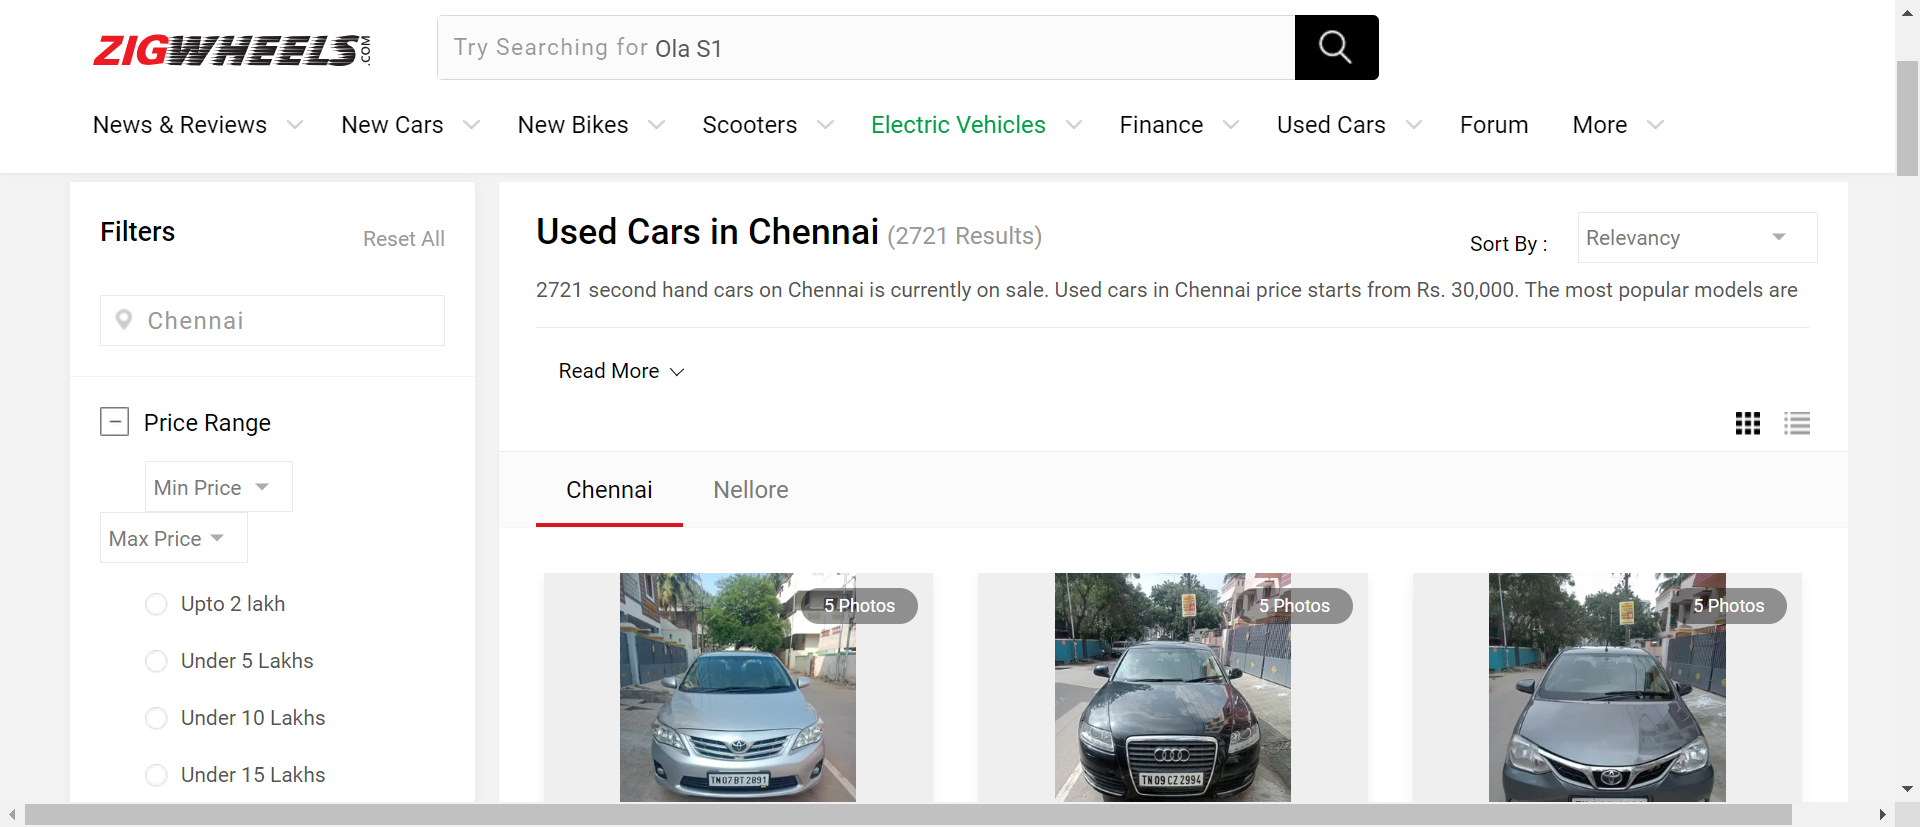 ZIGWHEELS.COM
Try Searching for Ola S1
News & Reviews New Cars New Bikes Scooters Electric Vehicles Finance Used Cars Forum More
Filters
Reset All
Chennai
Price Range
Min Price
Max Price
Upto 2 lakh
Under 5 Lakhs
Under 10 Lakhs
Under 15 Lakhs
Used Cars in Chennai (2721 Results)
Sort By :
Relevancy
2721 second hand cars on Chennai is currently on sale. Used cars in Chennai price starts from Rs. 30,000. The most popular models are
Read More
Chennai Nellore
5 Photos
TN07BT2891
5 Photos
TN09CZ2994
5 Photos